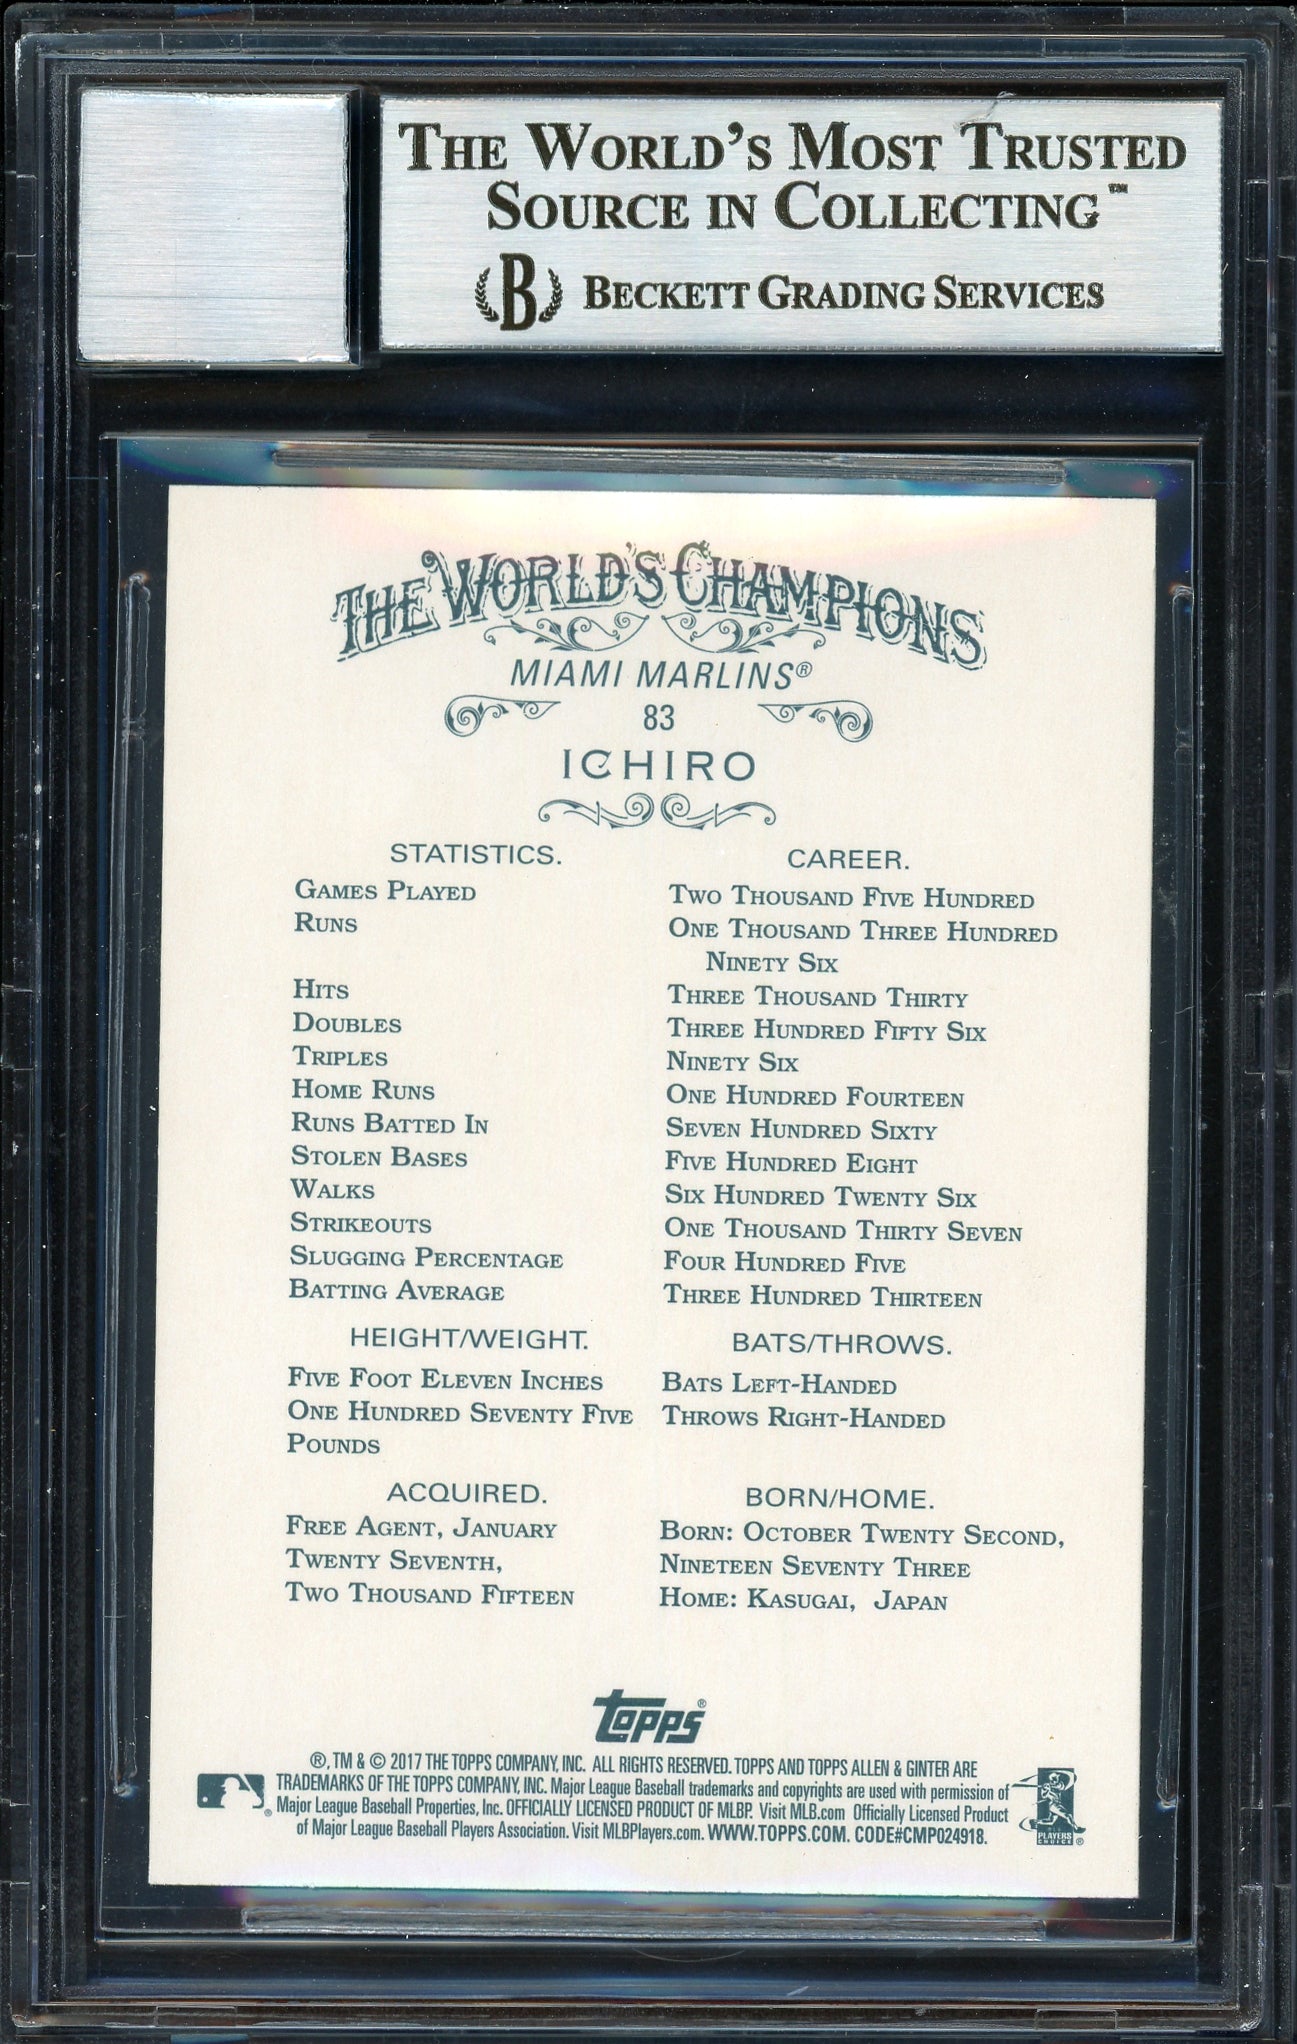 THE WORLD'S MOST TRUSTED
SOURCE IN COLLECTING™
B BECKETT GRADING SERVICES
THE WORLD'S CHAMPIONS
MIAMI MARLINS®
83
ICHIRO
STATISTICS. CAREER.
GAMES PLAYED TWO THOUSAND FIVE HUNDRED
RUNS ONE THOUSAND THREE HUNDRED
NINETY SIX
HITS THREE THOUSAND THIRTY
DOUBLES THREE HUNDRED FIFTY SIX
TRIPLES NINETY SIX
HOME RUNS ONE HUNDRED FOURTEEN
RUNS BATTED IN SEVEN HUNDRED SIXTY
STOLEN BASES FIVE HUNDRED EIGHT
WALKS SIX HUNDRED TWENTY SIX
STRIKEOUTS ONE THOUSAND THIRTY SEVEN
SLUGGING PERCENTAGE FOUR HUNDRED FIVE
BATTING AVERAGE THREE HUNDRED THIRTEEN
HEIGHT/WEIGHT. BATS/THROWS.
FIVE FOOT ELEVEN INCHES BATS LEFT-HANDED
ONE HUNDRED SEVENTY FIVE THROWS RIGHT-HANDED
POUNDS
ACQUIRED. BORN/HOME.
FREE AGENT, JANUARY BORN: OCTOBER TWENTY SECOND,
TWENTY SEVENTH, NINETEEN SEVENTY THREE
TWO THOUSAND FIFTEEN HOME: KASUGAI, JAPAN
Topps®
®, TM & © 2017 THE TOPPS COMPANY, INC. ALL RIGHTS RESERVED. TOPPS AND TOPPS ALLEN & GINTER ARE
TRADEMARKS OF THE TOPPS COMPANY, INC. Major League Baseball trademarks and copyrights are used with permission of
Major League Baseball Properties, Inc. OFFICIALLY LICENSED PRODUCT OF MLBP. Visit MLB.com Officially Licensed Product
of Major League Baseball Players Association. Visit MLBPlayers.com. WWW.TOPPS.COM. CODE#CMP024918.
PLAYERS
CHOICE ®